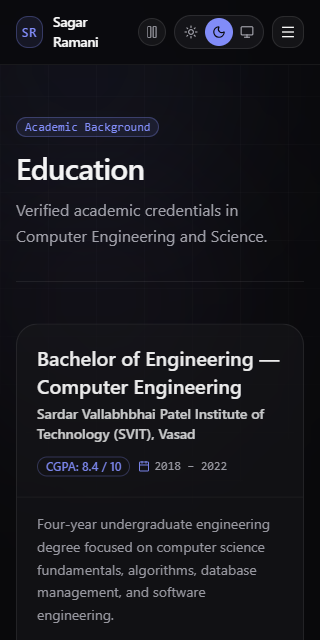 SR
Sagar
Ramani
Academic Background
Education
Verified academic credentials in
Computer Engineering and Science.
Bachelor of Engineering —
Computer Engineering
Sardar Vallabhbhai Patel Institute of
Technology (SVIT), Vasad
CGPA: 8.4 / 10 2018 – 2022
Four-year undergraduate engineering
degree focused on computer science
fundamentals, algorithms, database
management, and software
engineering.